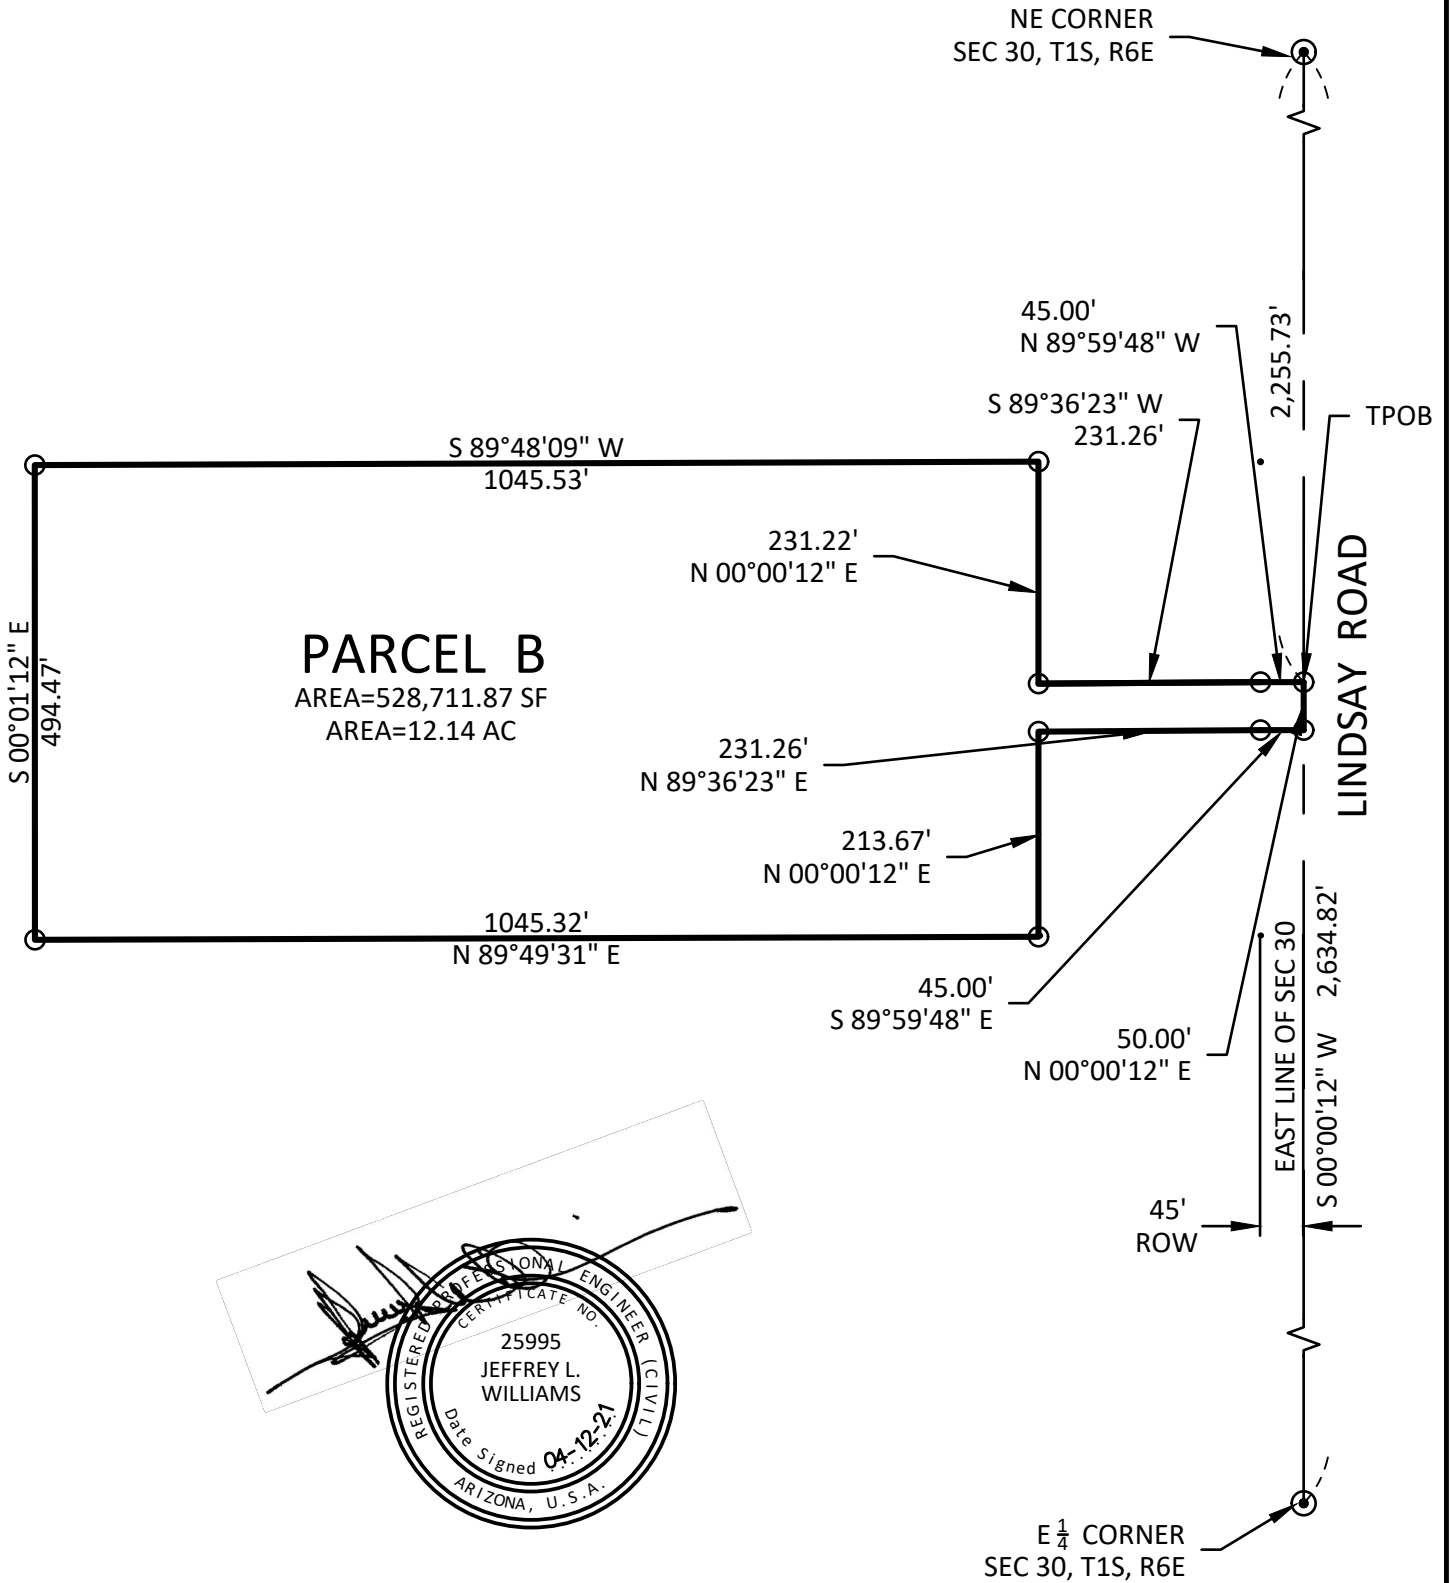 NE CORNER
SEC 30, T1S, R6E
45.00'
N 89°59'48" W
2,255.73'
S 89°36'23" W
231.26'
TPOB
S 89°48'09" W
1045.53'
231.22'
N 00°00'12" E
LINDSAY ROAD
PARCEL B
AREA=528,711.87 SF
AREA=12.14 AC
S 00°01'12" E
494.47'
231.26'
N 89°36'23" E
213.67'
N 00°00'12" E
1045.32'
N 89°49'31" E
45.00'
S 89°59'48" E
50.00'
N 00°00'12" E
EAST LINE OF SEC 30
S 00°00'12" W 2,634.82'
45'
ROW
REGISTERED PROFESSIONAL ENGINEER (CIVIL)
CERTIFICATE NO.
25995
JEFFREY L.
WILLIAMS
Date Signed 04-12-21
ARIZONA, U.S.A.
E 1/4 CORNER
SEC 30, T1S, R6E